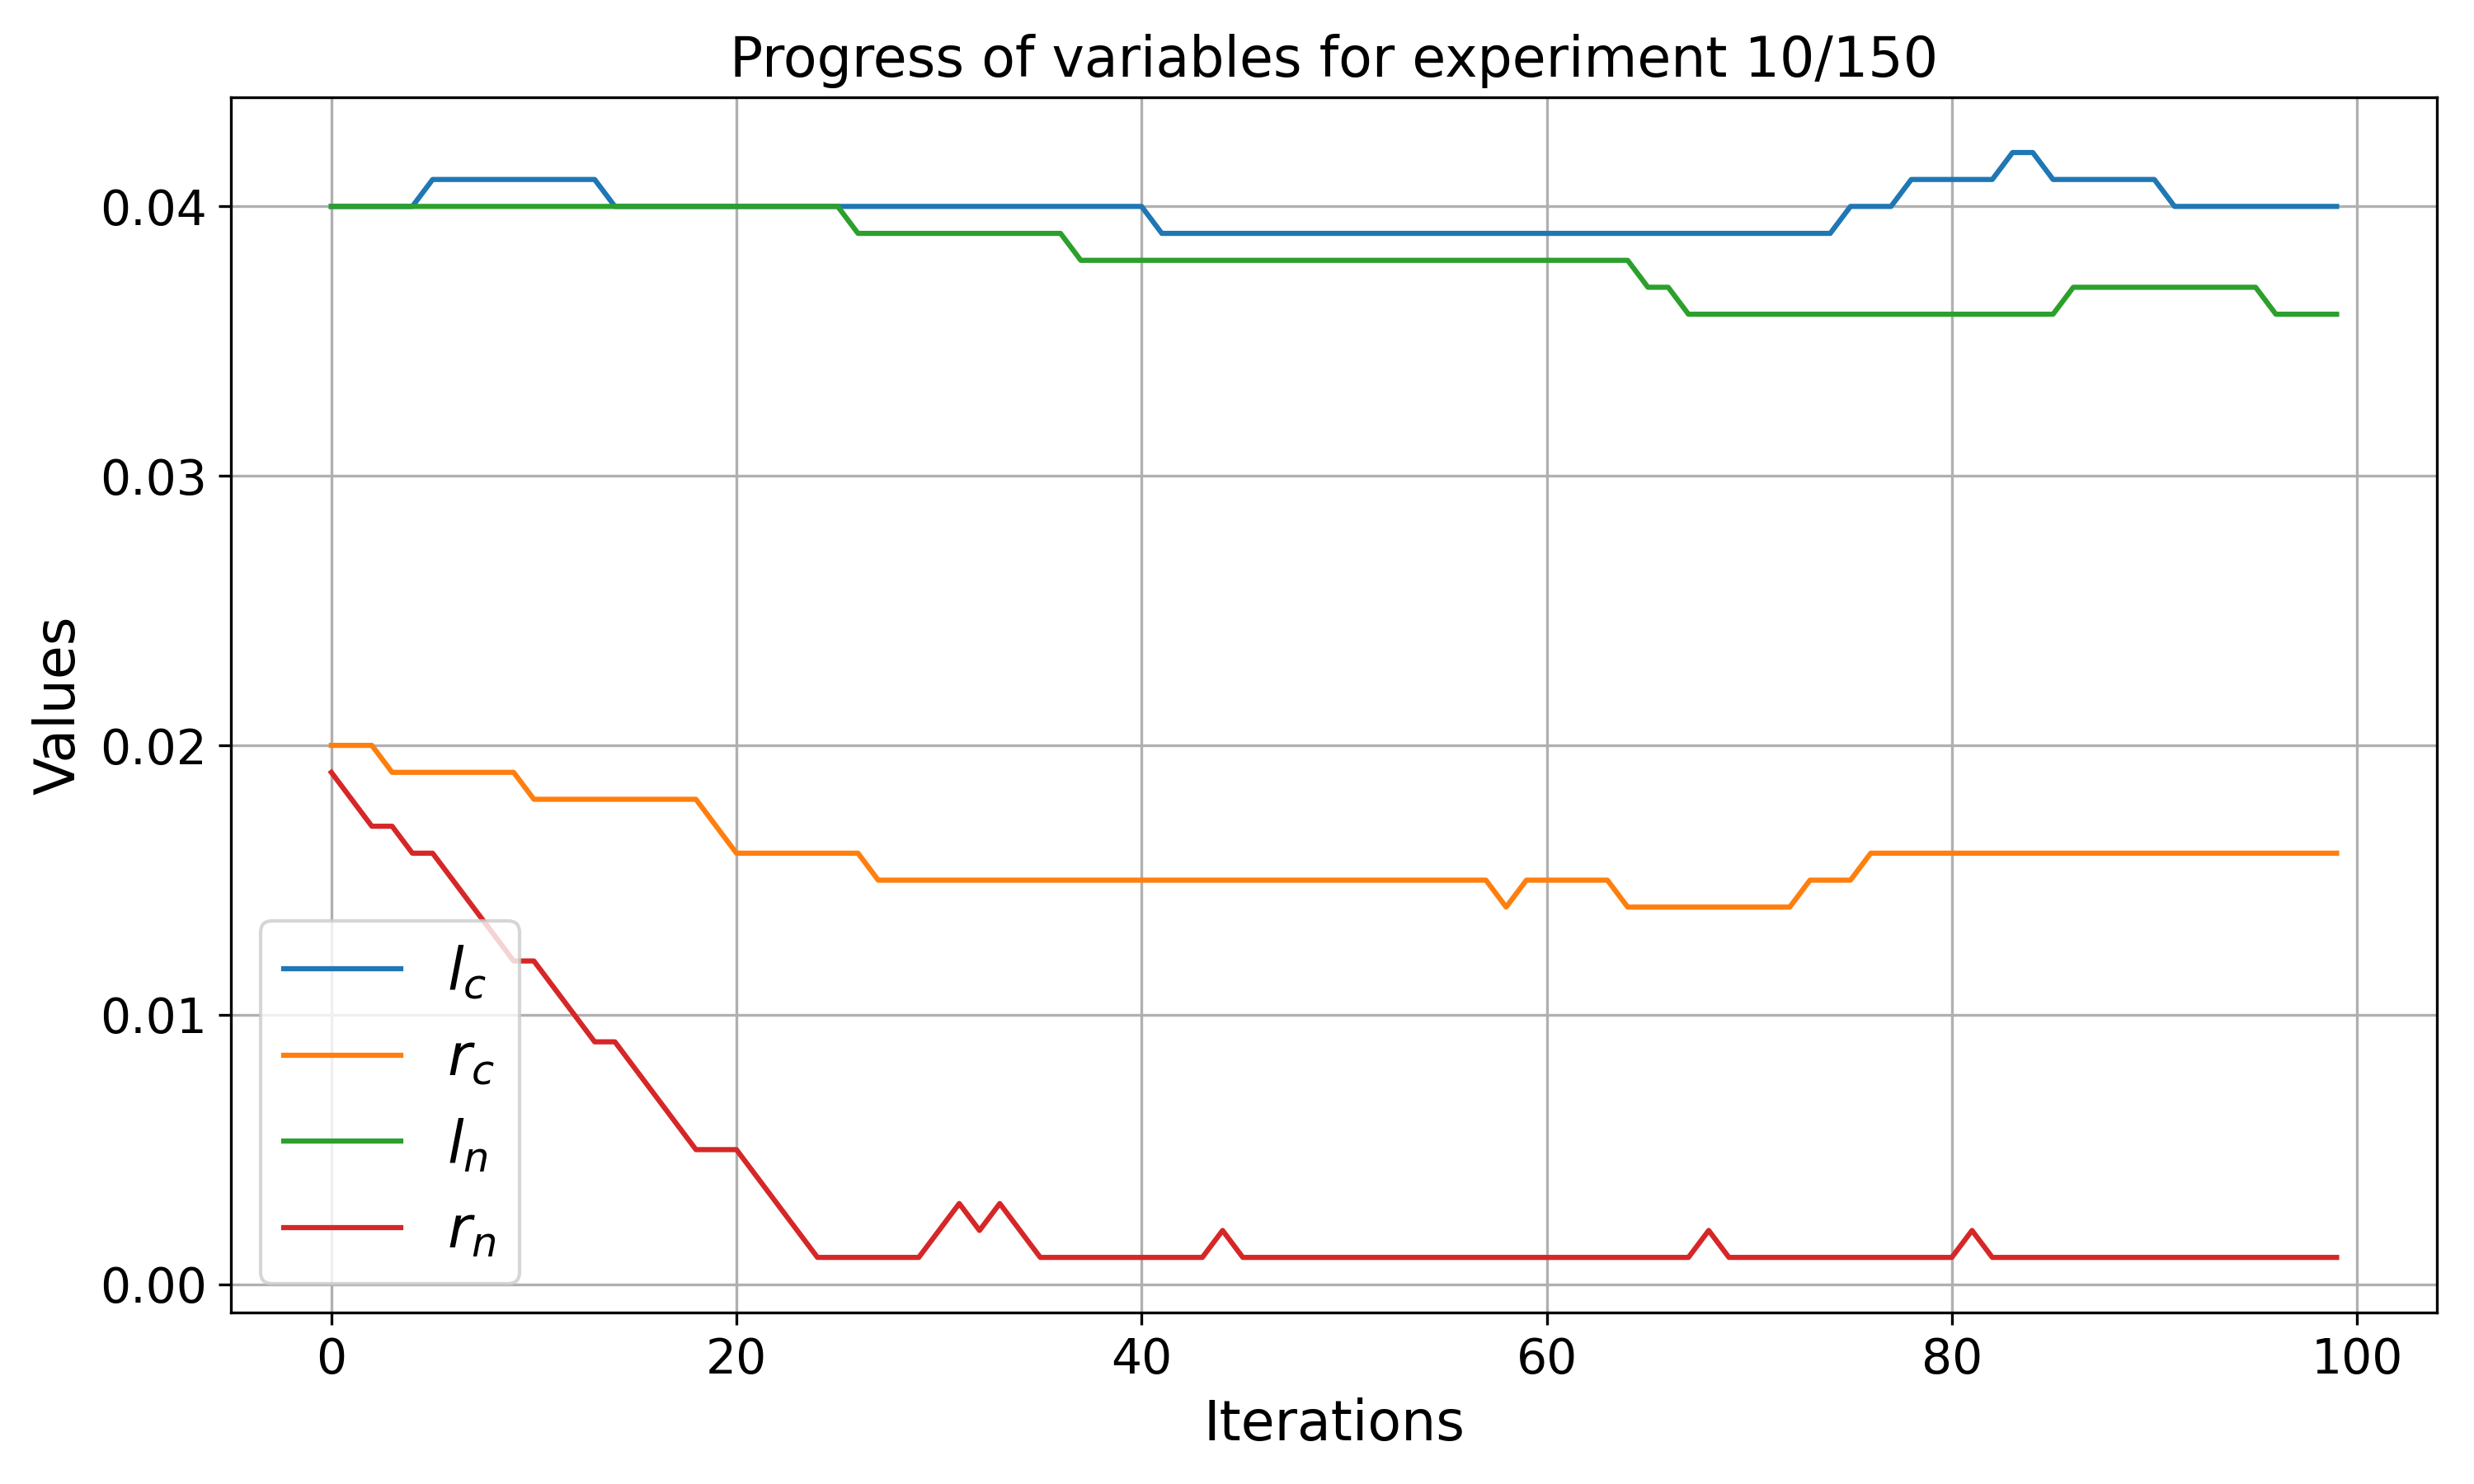 Progress of variables for experiment 10/150
Values
0.04
0.03
0.02
0.01
0.00
l_c
r_c
l_n
r_n
0 20 40 60 80 100
Iterations